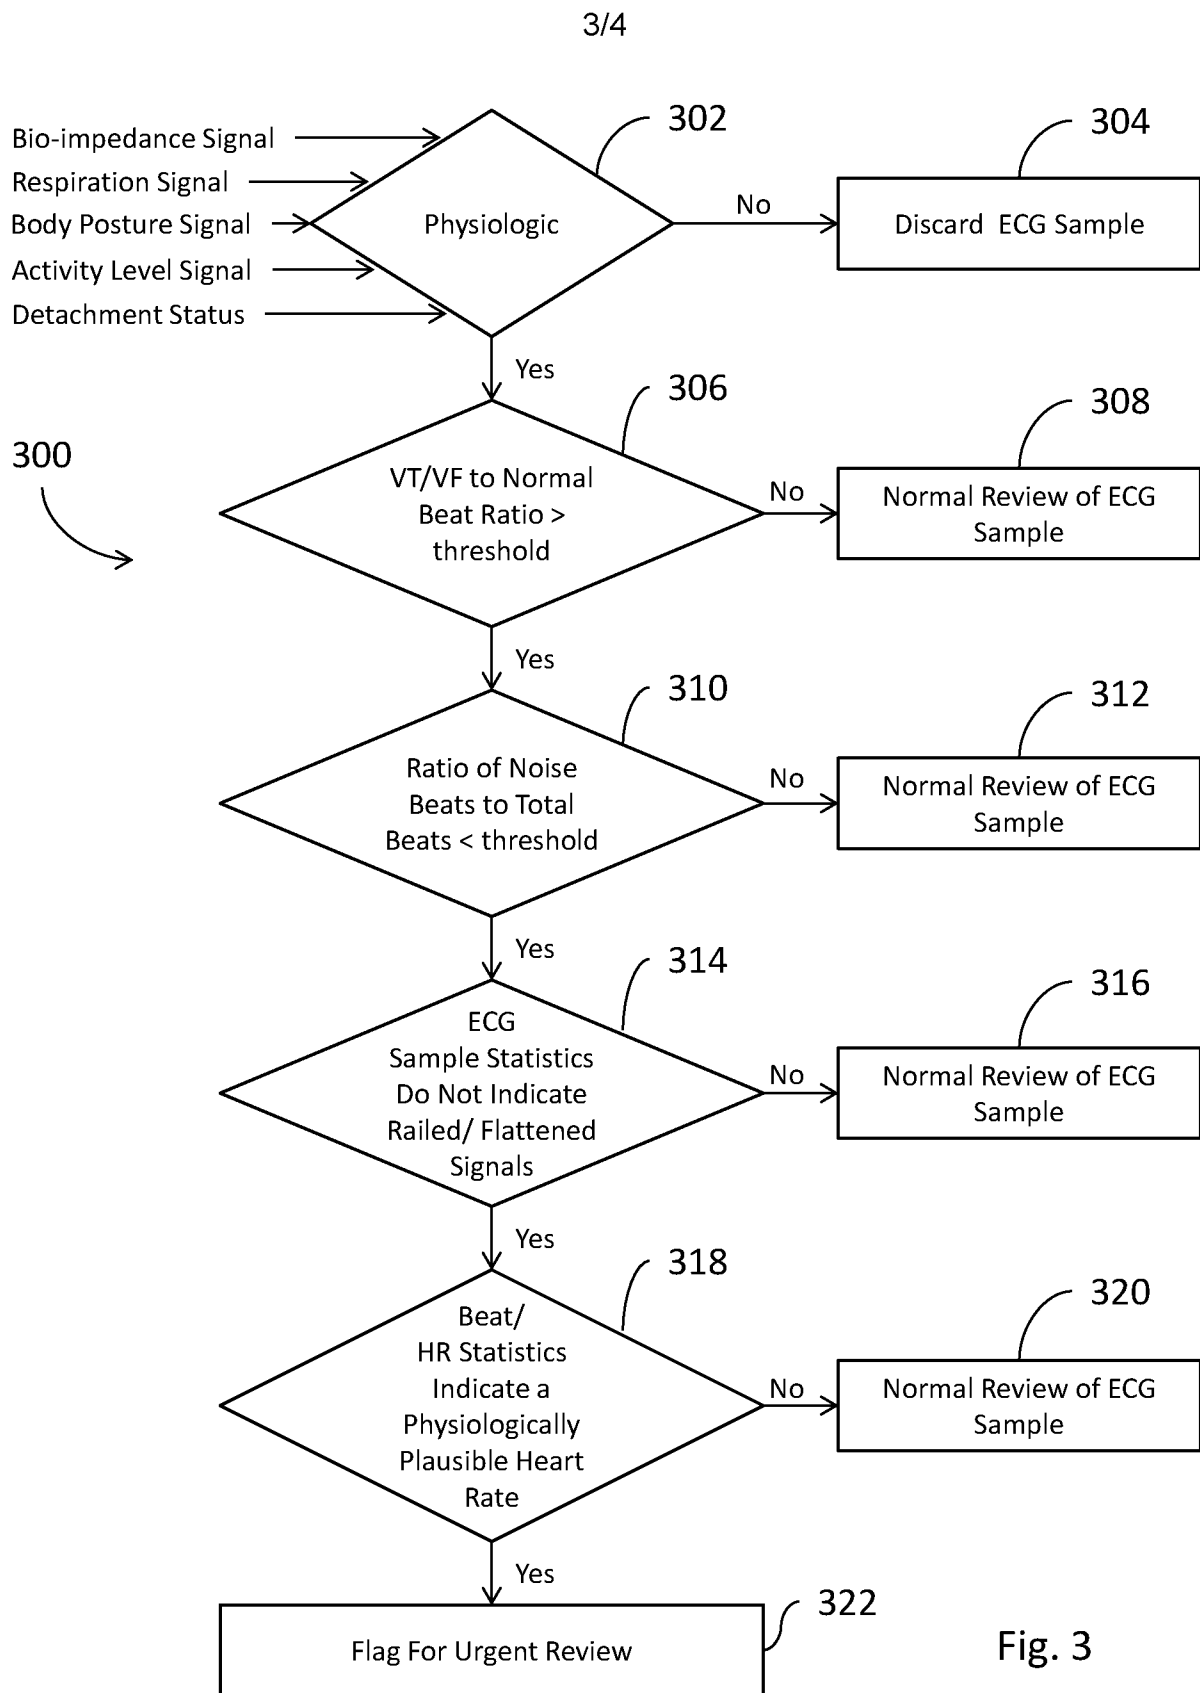 3/4
Bio-impedance Signal
Respiration Signal
Body Posture Signal
Activity Level Signal
Detachment Status
Physiologic
302
No
304
Discard ECG Sample
Yes
300
306
VT/VF to Normal
Beat Ratio >
threshold
No
308
Normal Review of ECG
Sample
Yes
310
Ratio of Noise
Beats to Total
Beats < threshold
No
312
Normal Review of ECG
Sample
Yes
314
ECG
Sample Statistics
Do Not Indicate
Railed/ Flattened
Signals
No
316
Normal Review of ECG
Sample
Yes
318
Beat/
HR Statistics
Indicate a
Physiologically
Plausible Heart
Rate
No
320
Normal Review of ECG
Sample
Yes
322
Flag For Urgent Review
Fig. 3